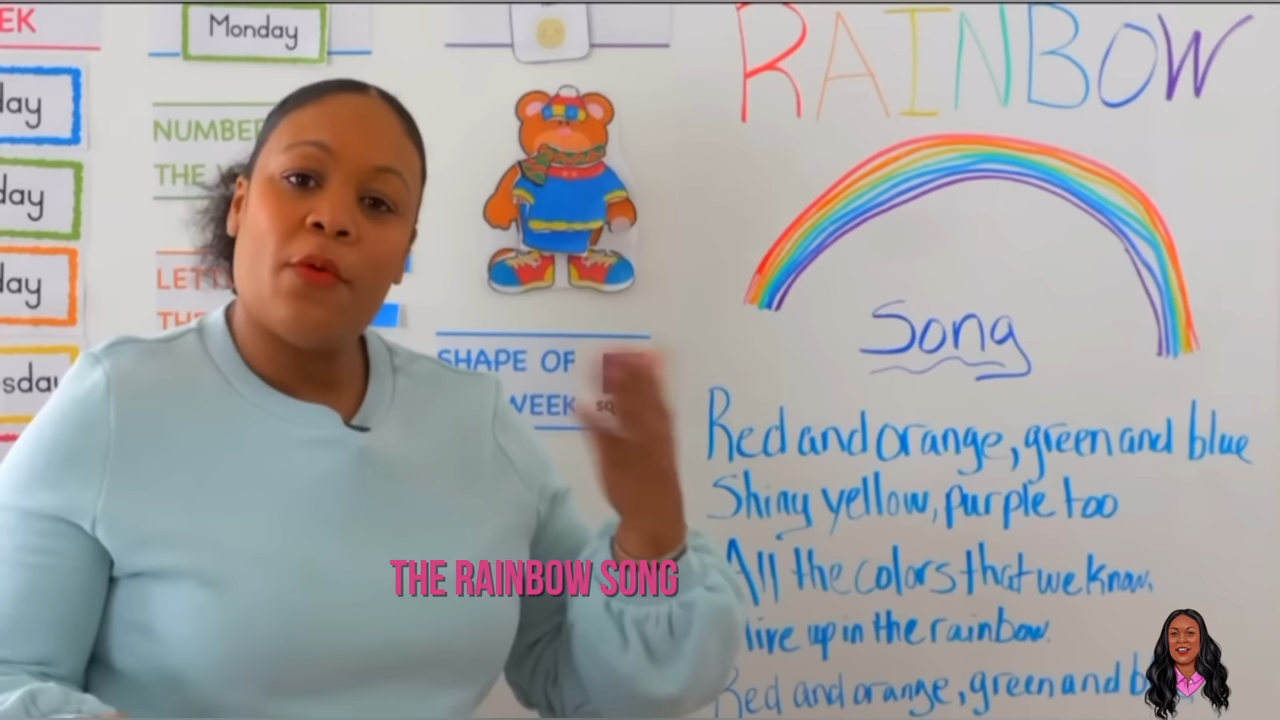 EK
Monday
day
day
day
sday
NUMBER
THE
SHAPE OF
WEEK
RAINBOW
Song
Red and orange, green and blue
Shiny yellow, purple too
All the colors that we know,
live up in the rainbow.
Red and orange, green and
THE RAINBOW SONG